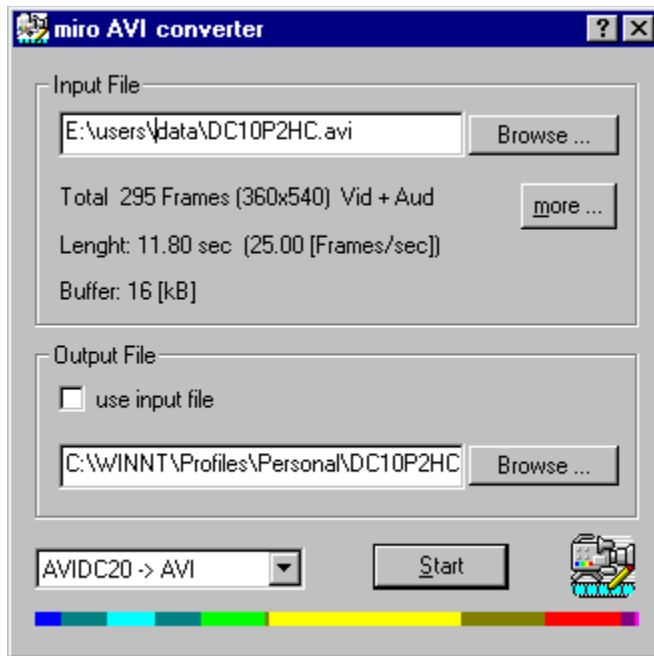 miro AVI converter
Input File
E:\users\data\DC10P2HC.avi
Browse ...
Total 295 Frames (360x540) Vid + Aud
more ...
Lenght: 11.80 sec (25.00 [Frames/sec])
Buffer: 16 [kB]
Output File
use input file
C:\WINNT\Profiles\Personal\DC10P2HC
Browse ...
AVIDC20 -> AVI
Start